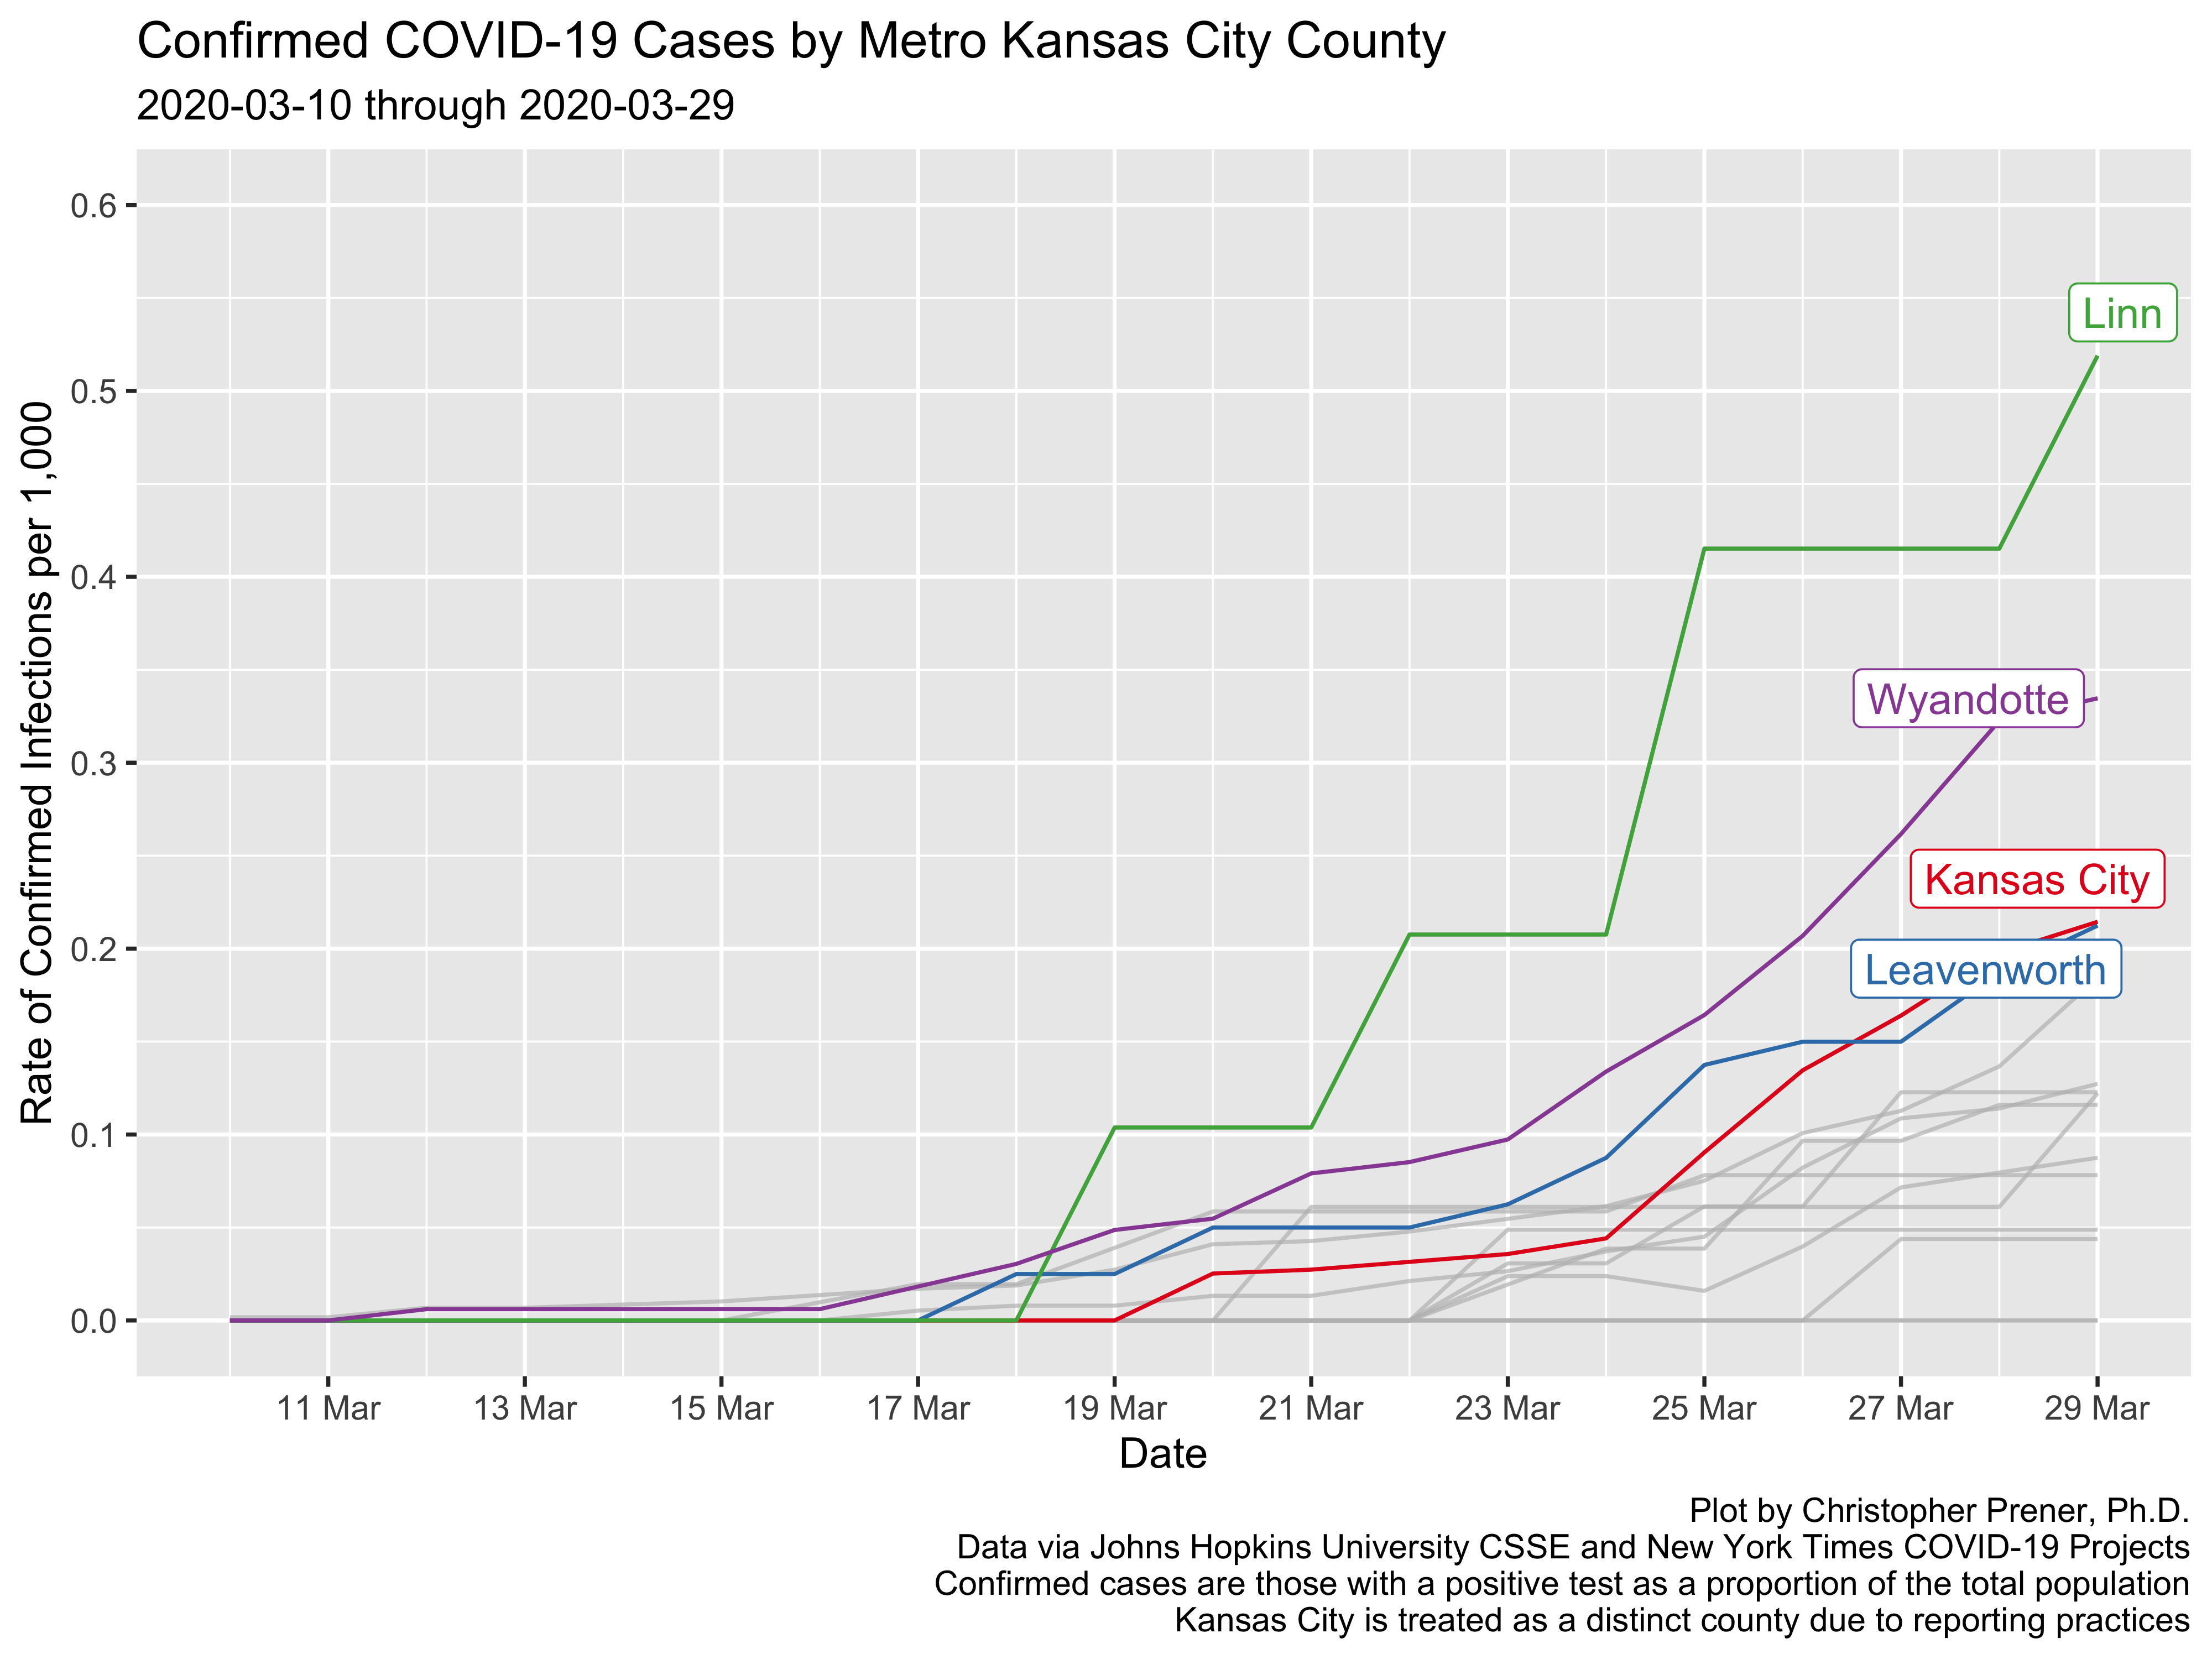 Confirmed COVID-19 Cases by Metro Kansas City County
2020-03-10 through 2020-03-29
Rate of Confirmed Infections per 1,000
0.6
0.5
0.4
0.3
0.2
0.1
0.0
Linn
Wyandotte
Kansas City
Leavenworth
11 Mar
13 Mar
15 Mar
17 Mar
19 Mar
21 Mar
23 Mar
25 Mar
27 Mar
29 Mar
Date
Plot by Christopher Prener, Ph.D.
Data via Johns Hopkins University CSSE and New York Times COVID-19 Projects
Confirmed cases are those with a positive test as a proportion of the total population
Kansas City is treated as a distinct county due to reporting practices